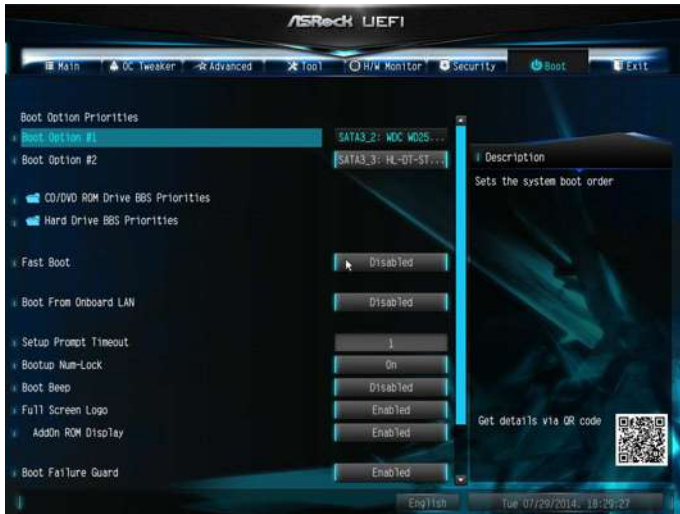 ASRock UEFI
Main OC Tweaker Advanced Tool H/W Monitor Security Boot Exit
Boot Option Priorities
Boot Option #1 SATA3_2: WDC WD25...
Boot Option #2 SATA3_3: HL-DT-ST...
CD/DVD ROM Drive BBS Priorities
Hard Drive BBS Priorities
Fast Boot Disabled
Boot From Onboard LAN Disabled
Setup Prompt Timeout 1
Bootup Num-Lock On
Boot Beep Disabled
Full Screen Logo Enabled
AddOn ROM Display Enabled
Boot Failure Guard Enabled
Description
Sets the system boot order
Get details via QR code
English Tue 07/29/2014. 18:29:27